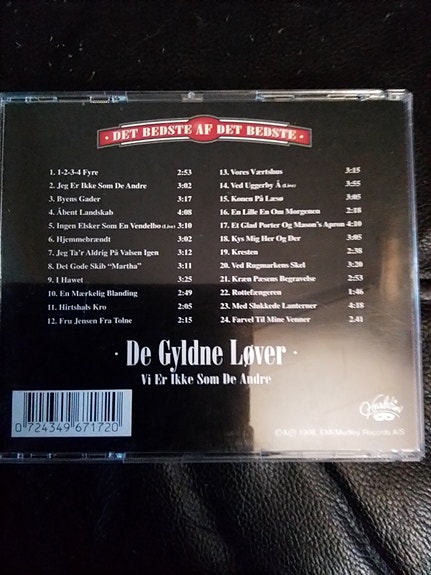 · DET BEDSTE AF DET BEDSTE ·
1. 1-2-3-4 Fyre 2:53
2. Jeg Er Ikke Som De Andre 3:02
3. Byens Gader 3:17
4. Åbent Landskab 4:08
5. Ingen Elsker Som En Vendelbo (Live) 3:10
6. Hjemmebrændt 3:02
7. Jeg Ta'r Aldrig På Valsen Igen 3:12
8. Det Gode Skib "Martha" 3:11
9. I Hawet 3:25
10. En Mærkelig Blanding 2:49
11. Hirtshals Kro 2:05
12. Fru Jensen Fra Tolne 2:15
13. Vores Værtshus 3:15
14. Ved Uggerby Å (Live) 3:55
15. Konen På Læsø 3:05
16. En Lille En Om Morgenen 2:18
17. Et Glad Porter Og Mason's Apron 4:10
18. Kys Mig Her Og Der 3:05
19. Kresten 2:38
20. Ved Rugmarkens Skel 3:20
21. Kræn Pæsens Begravelse 2:53
22. Rottefængeren 1:46
23. Med Slukkede Lanterner 4:18
24. Farvel Til Mine Venner 2:41
· De Gyldne Løver ·
Vi Er Ikke Som De Andre
0 724349 671720
EMI-Medley Records A/S